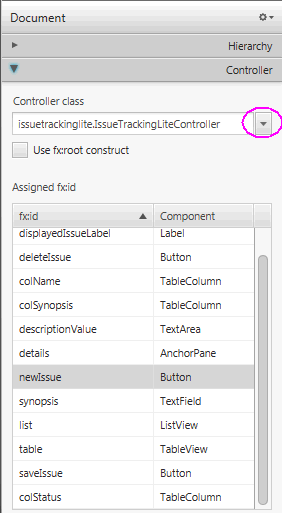 Document
Hierarchy
Controller
Controller class
issuetrackinglite.IssueTrackingLiteController
Use fx:root construct
Assigned fx:id
fx:id Component
displayedIssueLabel Label
deleteIssue Button
colName TableColumn
colSynopsis TableColumn
descriptionValue TextArea
details AnchorPane
newIssue Button
synopsis TextField
list ListView
table TableView
saveIssue Button
colStatus TableColumn